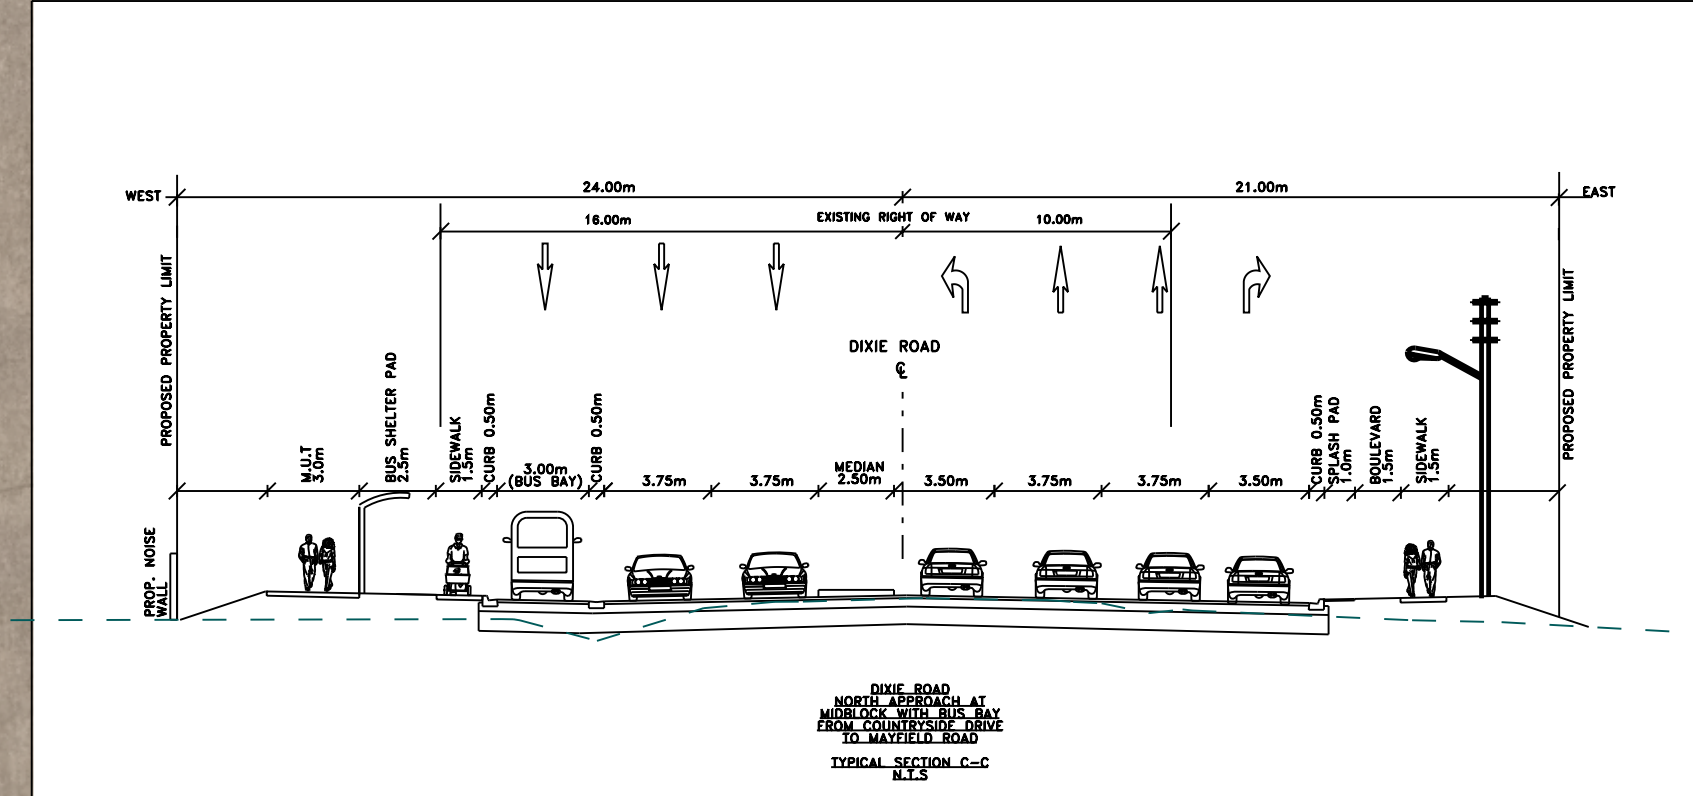 24.00m
21.00m
WEST
EAST
EXISTING RIGHT OF WAY
16.00m
10.00m
PROPOSED PROPERTY LIMIT
PROPOSED PROPERTY LIMIT
DIXIE ROAD
℄
M.U.T
3.0m
BUS SHELTER PAD
2.5m
SIDEWALK
1.5m
CURB 0.50m
3.00m
(BUS BAY)
CURB 0.50m
3.75m
3.75m
MEDIAN
2.50m
3.50m
3.75m
3.75m
3.50m
CURB 0.50m
SPLASH PAD
1.0m
BOULEVARD
1.5m
SIDEWALK
1.5m
PROP. NOISE
WALL
DIXIE ROAD
NORTH APPROACH AT
MIDBLOCK WITH BUS BAY
FROM COUNTRYSIDE DRIVE
TO MAYFIELD ROAD
TYPICAL SECTION C-C
N.T.S